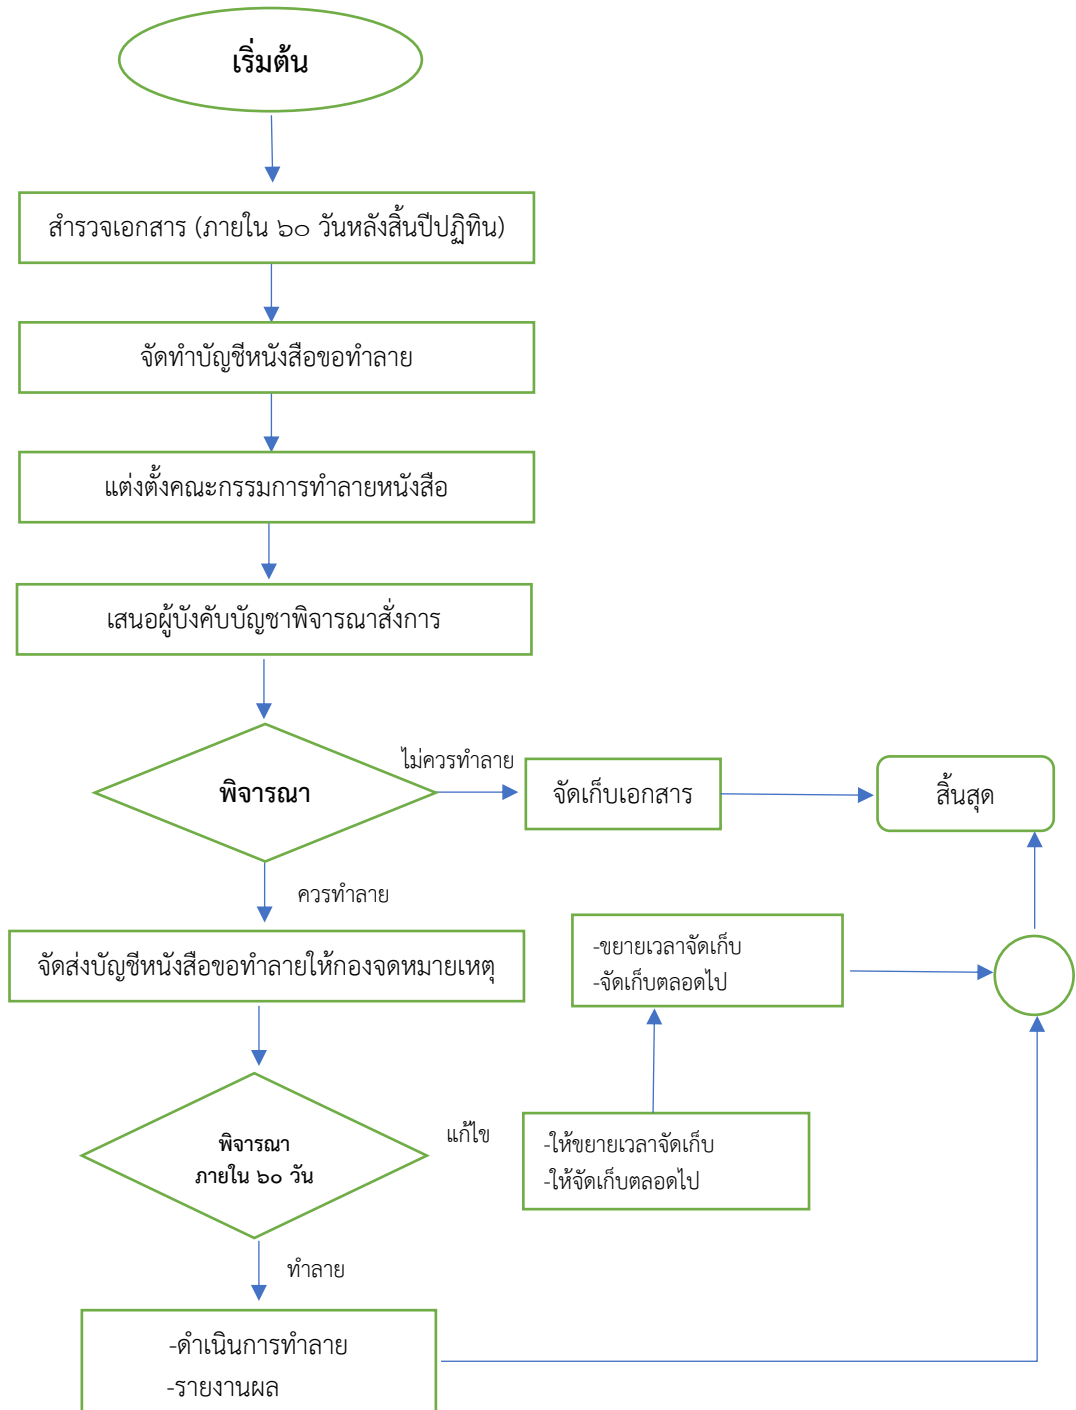 เริ่มต้น
สำรวจเอกสาร (ภายใน ๖๐ วันหลังสิ้นปีปฏิทิน)
จัดทำบัญชีหนังสือขอทำลาย
แต่งตั้งคณะกรรมการทำลายหนังสือ
เสนอผู้บังคับบัญชาพิจารณาสั่งการ
พิจารณา
ไม่ควรทำลาย
จัดเก็บเอกสาร
สิ้นสุด
ควรทำลาย
จัดส่งบัญชีหนังสือขอทำลายให้กองจดหมายเหตุ
-ขยายเวลาจัดเก็บ
-จัดเก็บตลอดไป
พิจารณา
ภายใน ๖๐ วัน
แก้ไข
-ให้ขยายเวลาจัดเก็บ
-ให้จัดเก็บตลอดไป
ทำลาย
-ดำเนินการทำลาย
-รายงานผล